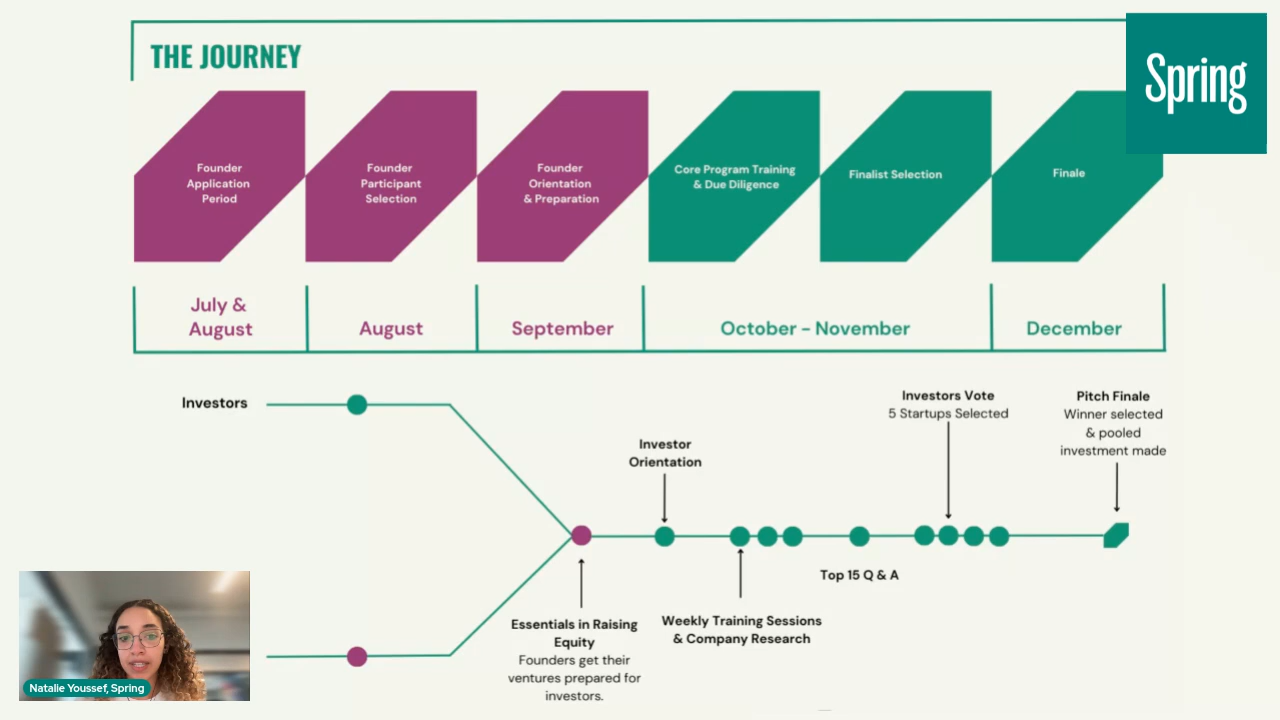 THE JOURNEY
Spring
Founder
Application
Period
Founder
Participant
Selection
Founder
Orientation
& Preparation
Core Program Training
& Due Diligence
Finalist Selection
Finale
July &
August
August
September
October - November
December
Investors
Investor
Orientation
Investors Vote
5 Startups Selected
Pitch Finale
Winner selected
& pooled
investment made
Top 15 Q & A
Essentials in Raising
Equity
Founders get their
ventures prepared for
investors.
Weekly Training Sessions
& Company Research
Natalie Youssef, Spring